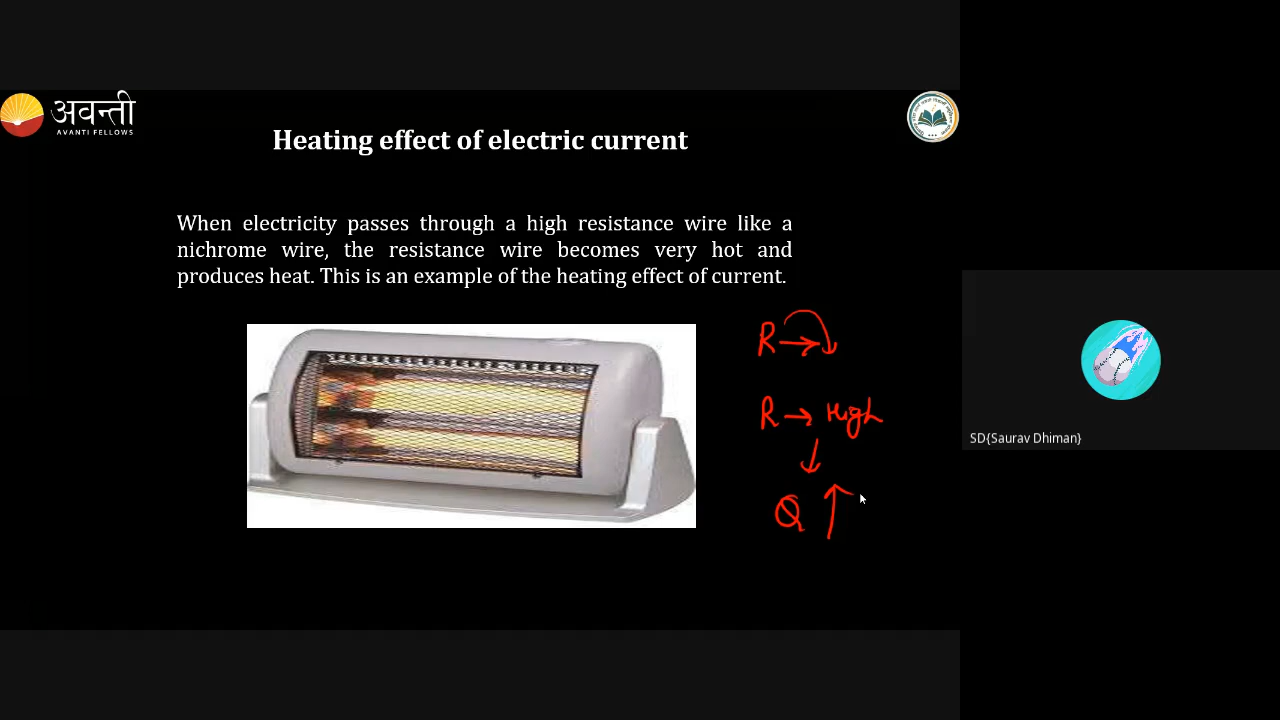 अवन्ती
AVANTI FELLOWS
Heating effect of electric current
When electricity passes through a high resistance wire like a
nichrome wire, the resistance wire becomes very hot and
produces heat. This is an example of the heating effect of current.
R →
R → High
↓
Q ↑
SD{Saurav Dhiman}